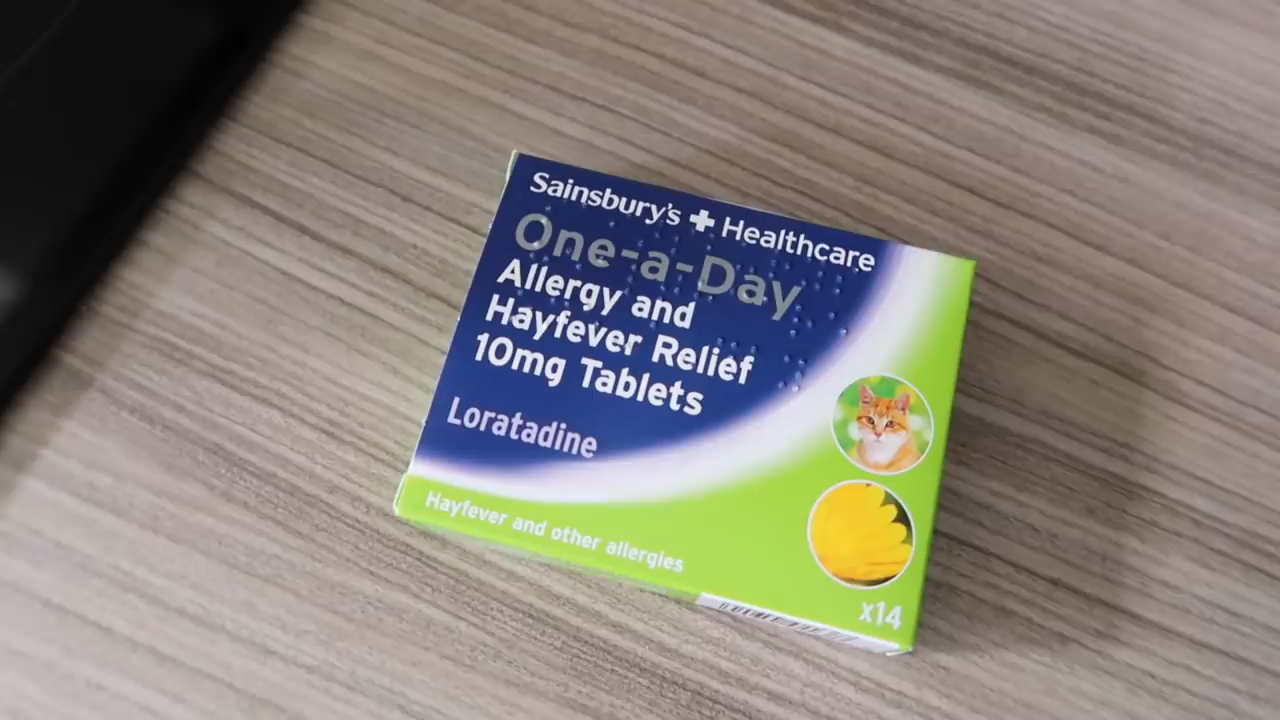 Sainsbury's Healthcare
One-a-Day
Allergy and
Hayfever Relief
10mg Tablets
Loratadine
Hayfever and other allergies
x14